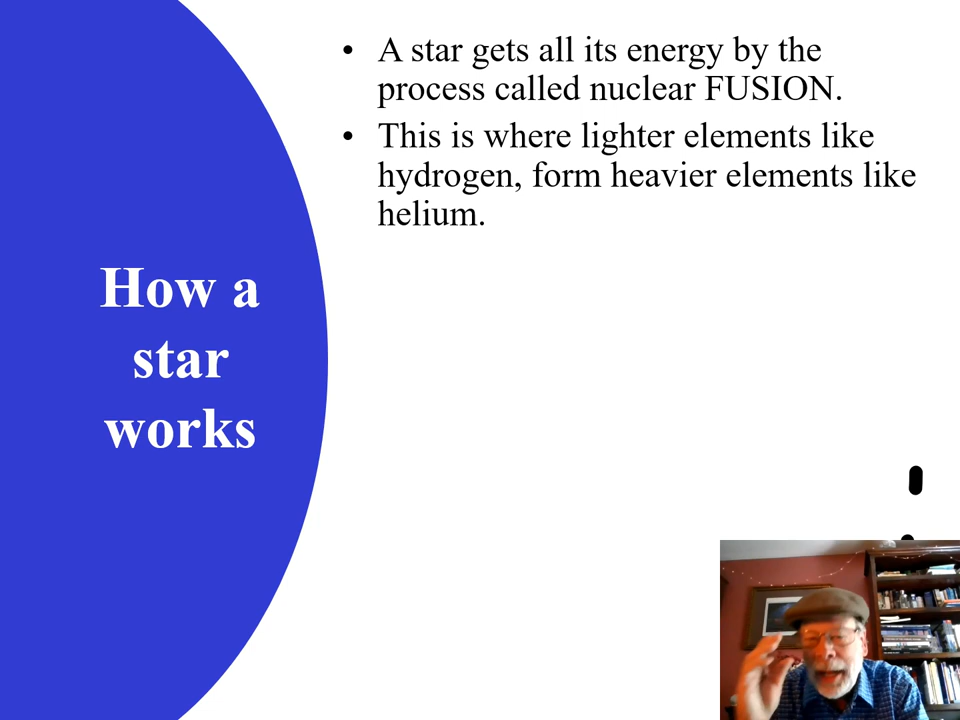 How a
star
works
• A star gets all its energy by the
process called nuclear FUSION.
• This is where lighter elements like
hydrogen, form heavier elements like
helium.